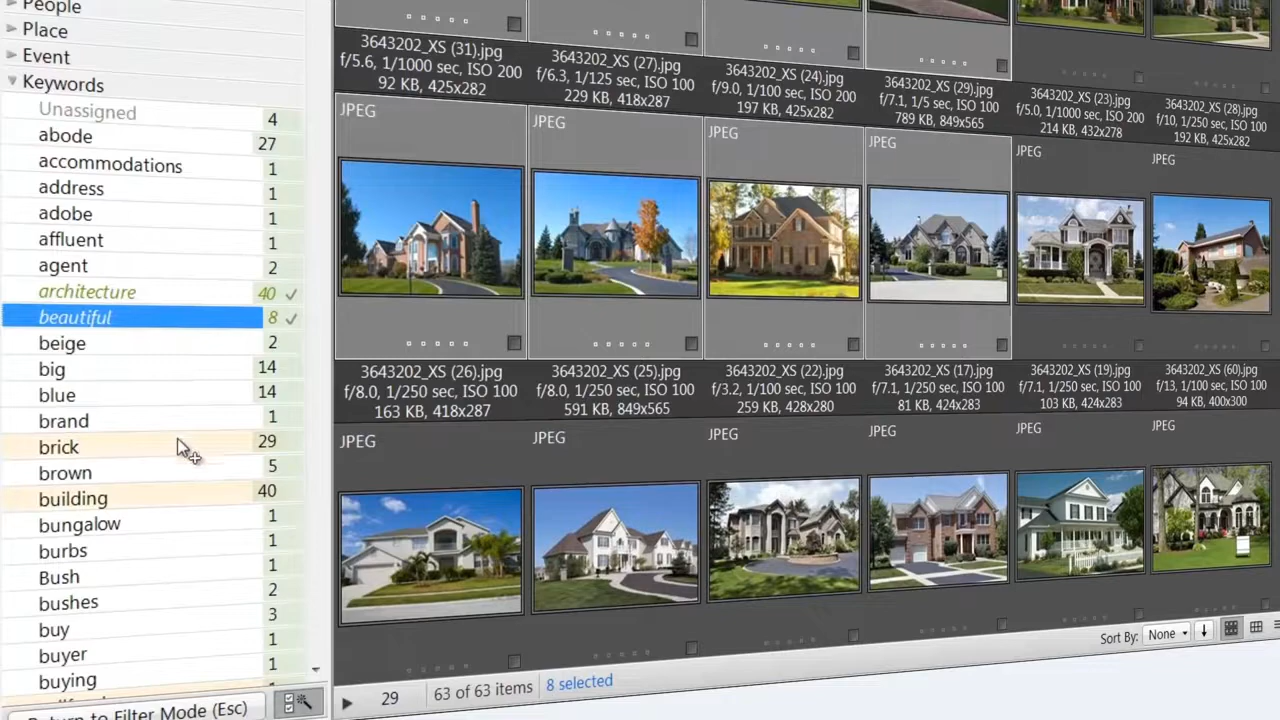 People
Place
Event
Keywords
Unassigned 4
abode 27
accommodations 1
address 1
adobe 1
affluent 1
agent 2
architecture 40
beautiful 8
beige 2
big 14
blue 14
brand 1
brick 29
brown 5
building 40
bungalow 1
burbs 1
Bush 1
bushes 2
buy 3
buyer 1
buying 1
Return to Filter Mode (Esc)
3643202_XS (31).jpg
f/5.6, 1/1000 sec, ISO 200
92 KB, 425x282
3643202_XS (27).jpg
f/6.3, 1/125 sec, ISO 100
229 KB, 418x287
3643202_XS (24).jpg
f/9.0, 1/100 sec, ISO 200
197 KB, 425x282
3643202_XS (29).jpg
f/7.1, 1/5 sec, ISO 100
789 KB, 849x565
3643202_XS (23).jpg
f/5.0, 1/1000 sec, ISO 200
214 KB, 432x278
3643202_XS (28).jpg
f/10, 1/250 sec, ISO 100
192 KB, 425x282
JPEG
JPEG
JPEG
JPEG
JPEG
JPEG
3643202_XS (26).jpg
f/8.0, 1/250 sec, ISO 100
163 KB, 418x287
3643202_XS (25).jpg
f/8.0, 1/250 sec, ISO 100
591 KB, 849x565
3643202_XS (22).jpg
f/3.2, 1/100 sec, ISO 100
259 KB, 428x280
3643202_XS (17).jpg
f/7.1, 1/250 sec, ISO 100
81 KB, 424x283
3643202_XS (19).jpg
f/7.1, 1/250 sec, ISO 100
103 KB, 424x283
3643202_XS (60).jpg
f/13, 1/100 sec, ISO 100
94 KB, 400x300
JPEG
JPEG
JPEG
JPEG
JPEG
JPEG
Sort By: None
29
63 of 63 items
8 selected